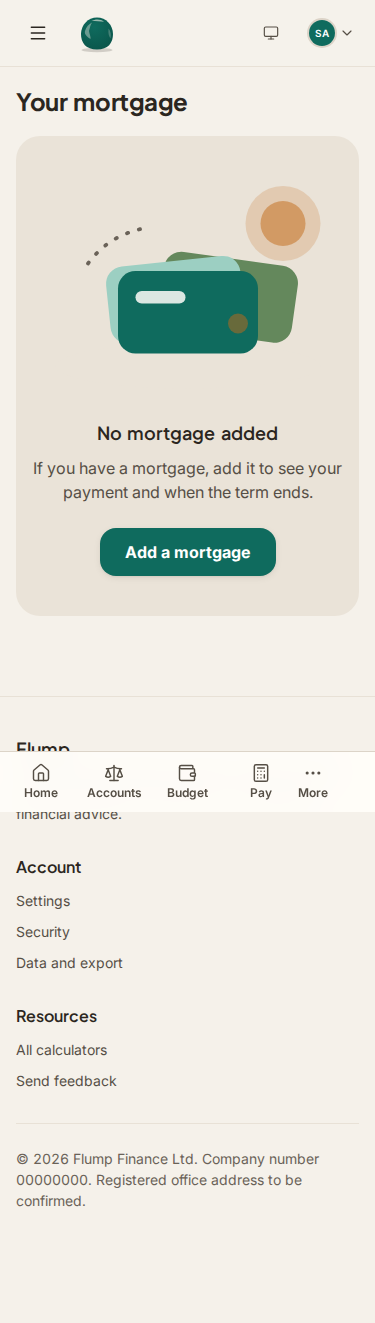 SA
Your mortgage
No mortgage added
If you have a mortgage, add it to see your
payment and when the term ends.
Add a mortgage
Flump
Home
Accounts
Budget
Pay
More
financial advice.
Account
Settings
Security
Data and export
Resources
All calculators
Send feedback
© 2026 Flump Finance Ltd. Company number
00000000. Registered office address to be
confirmed.